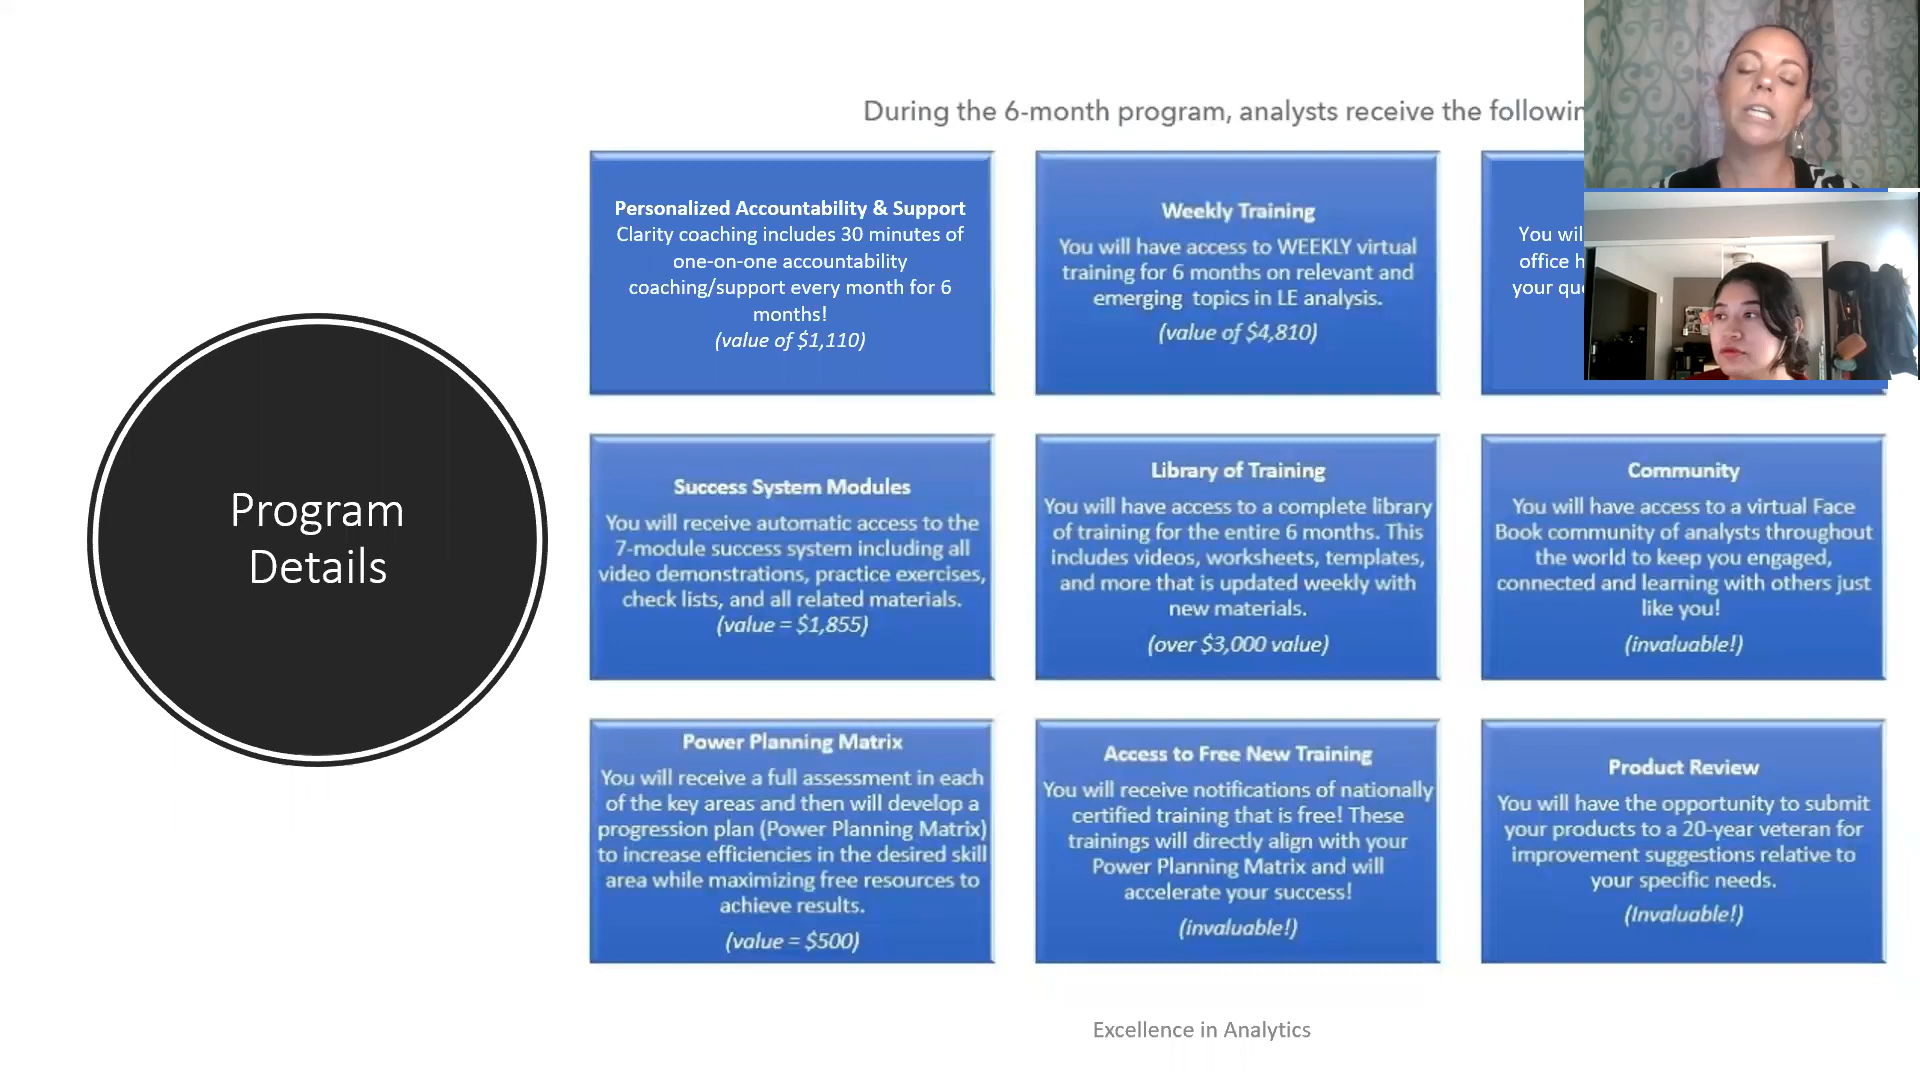 During the 6-month program, analysts receive the
Program
Details
Personalized Accountability & Support
Clarity coaching includes 30 minutes of
one-on-one accountability
coaching/support every month for 6
months!
(value of $1,110)
Weekly Training
You will have access to WEEKLY virtual
training for 6 months on relevant and
emerging topics in LE analysis.
(value of $4,810)
You
office
your
Success System Modules
You will receive automatic access to the
7-module success system including all
video demonstrations, practice exercises,
check lists, and all related materials.
(value = $1,855)
Library of Training
You will have access to a complete library
of training for the entire 6 months. This
includes videos, worksheets, templates,
and more that is updated weekly with
new materials.
(over $3,000 value)
Community
You will have access to a virtual Face
Book community of analysts throughout
the world to keep you engaged,
connected and learning with others just
like you!
(invaluable!)
Power Planning Matrix
You will receive a full assessment in each
of the key areas and then will develop a
progression plan (Power Planning Matrix)
to increase efficiencies in the desired skill
area while maximizing free resources to
achieve results.
(value = $500)
Access to Free New Training
You will receive notifications of nationally
certified training that is free! These
trainings will directly align with your
Power Planning Matrix and will
accelerate your success!
(invaluable!)
Product Review
You will have the opportunity to submit
your products to a 20-year veteran for
improvement suggestions relative to
your specific needs.
(Invaluable!)
Excellence in Analytics